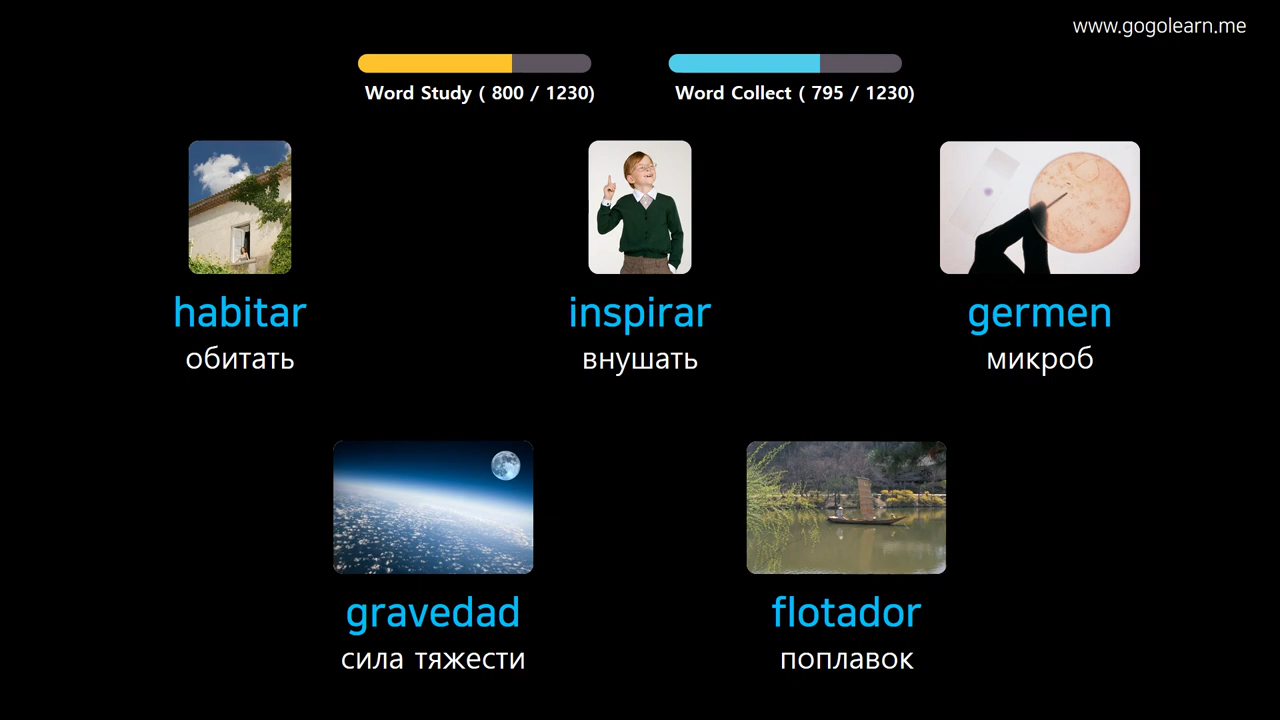 www.gogolearn.me
Word Study ( 800 / 1230)
Word Collect ( 795 / 1230)
habitar
обитать
inspirar
внушать
germen
микроб
gravedad
сила тяжести
flotador
поплавок